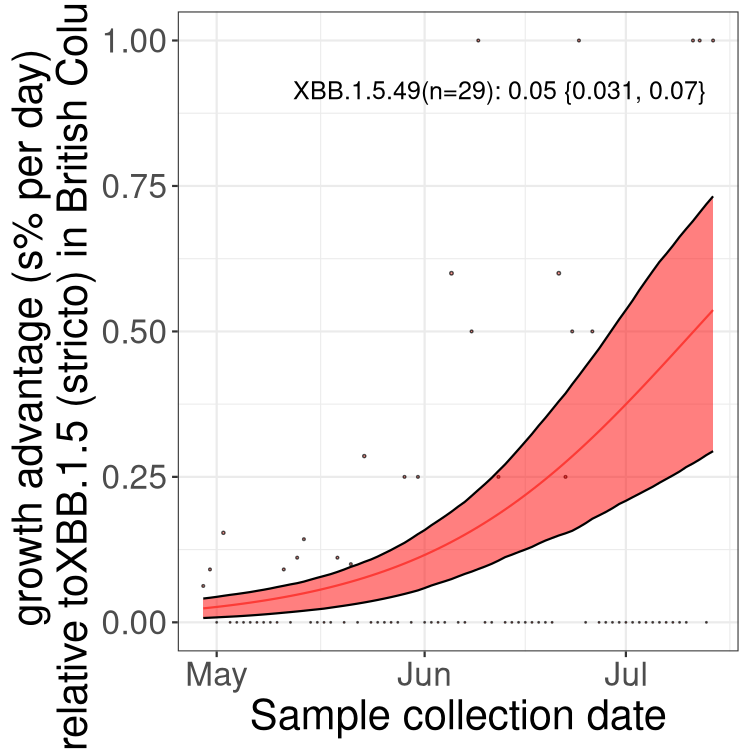 growth advantage (s% per day)
relative toXBB.1.5 (stricto) in British Colu
1.00
0.75
0.50
0.25
0.00
XBB.1.5.49(n=29): 0.05 {0.031, 0.07}
May Jun Jul
Sample collection date